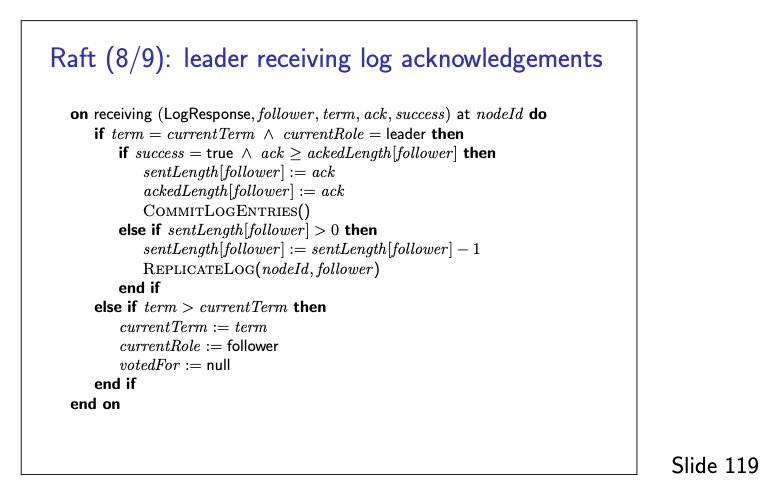 Raft (8/9): leader receiving log acknowledgements
on receiving (LogResponse, follower, term, ack, success) at nodeId do
if term = currentTerm ∧ currentRole = leader then
if success = true ∧ ack ≥ ackedLength[follower] then
sentLength[follower] := ack
ackedLength[follower] := ack
COMMITLOGENTRIES()
else if sentLength[follower] > 0 then
sentLength[follower] := sentLength[follower] − 1
REPLICATELOG(nodeId, follower)
end if
else if term > currentTerm then
currentTerm := term
currentRole := follower
votedFor := null
end if
end on
Slide 119